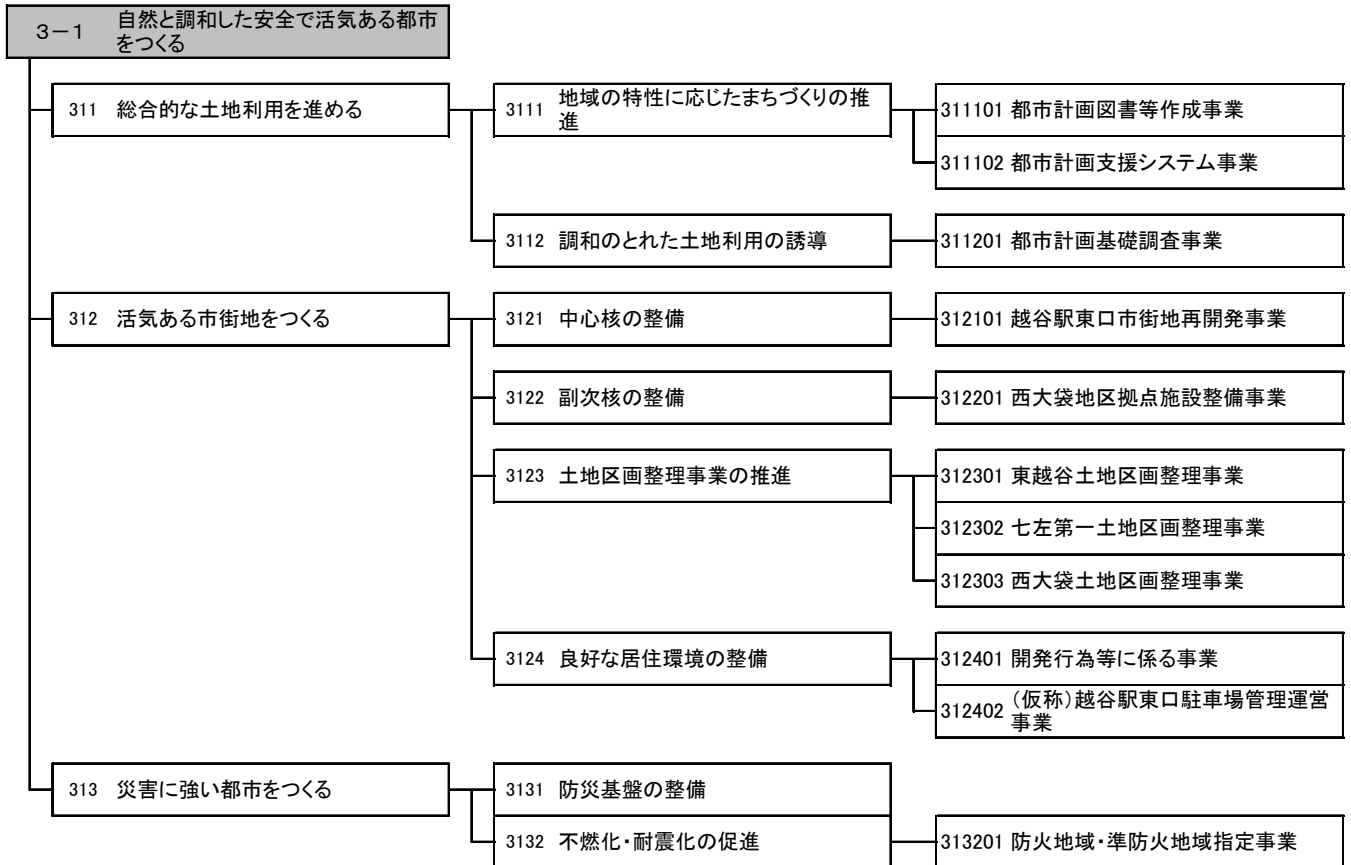 3－1 自然と調和した安全で活気ある都市
をつくる
311 総合的な土地利用を進める
3111 地域の特性に応じたまちづくりの推
進
311101 都市計画図書等作成事業
311102 都市計画支援システム事業
3112 調和のとれた土地利用の誘導
311201 都市計画基礎調査事業
312 活気ある市街地をつくる
3121 中心核の整備
312101 越谷駅東口市街地再開発事業
3122 副次核の整備
312201 西大袋地区拠点施設整備事業
3123 土地区画整理事業の推進
312301 東越谷土地区画整理事業
312302 七左第一土地区画整理事業
312303 西大袋土地区画整理事業
3124 良好な居住環境の整備
312401 開発行為等に係る事業
312402 （仮称）越谷駅東口駐車場管理運営
事業
313 災害に強い都市をつくる
3131 防災基盤の整備
3132 不燃化・耐震化の促進
313201 防火地域・準防火地域指定事業